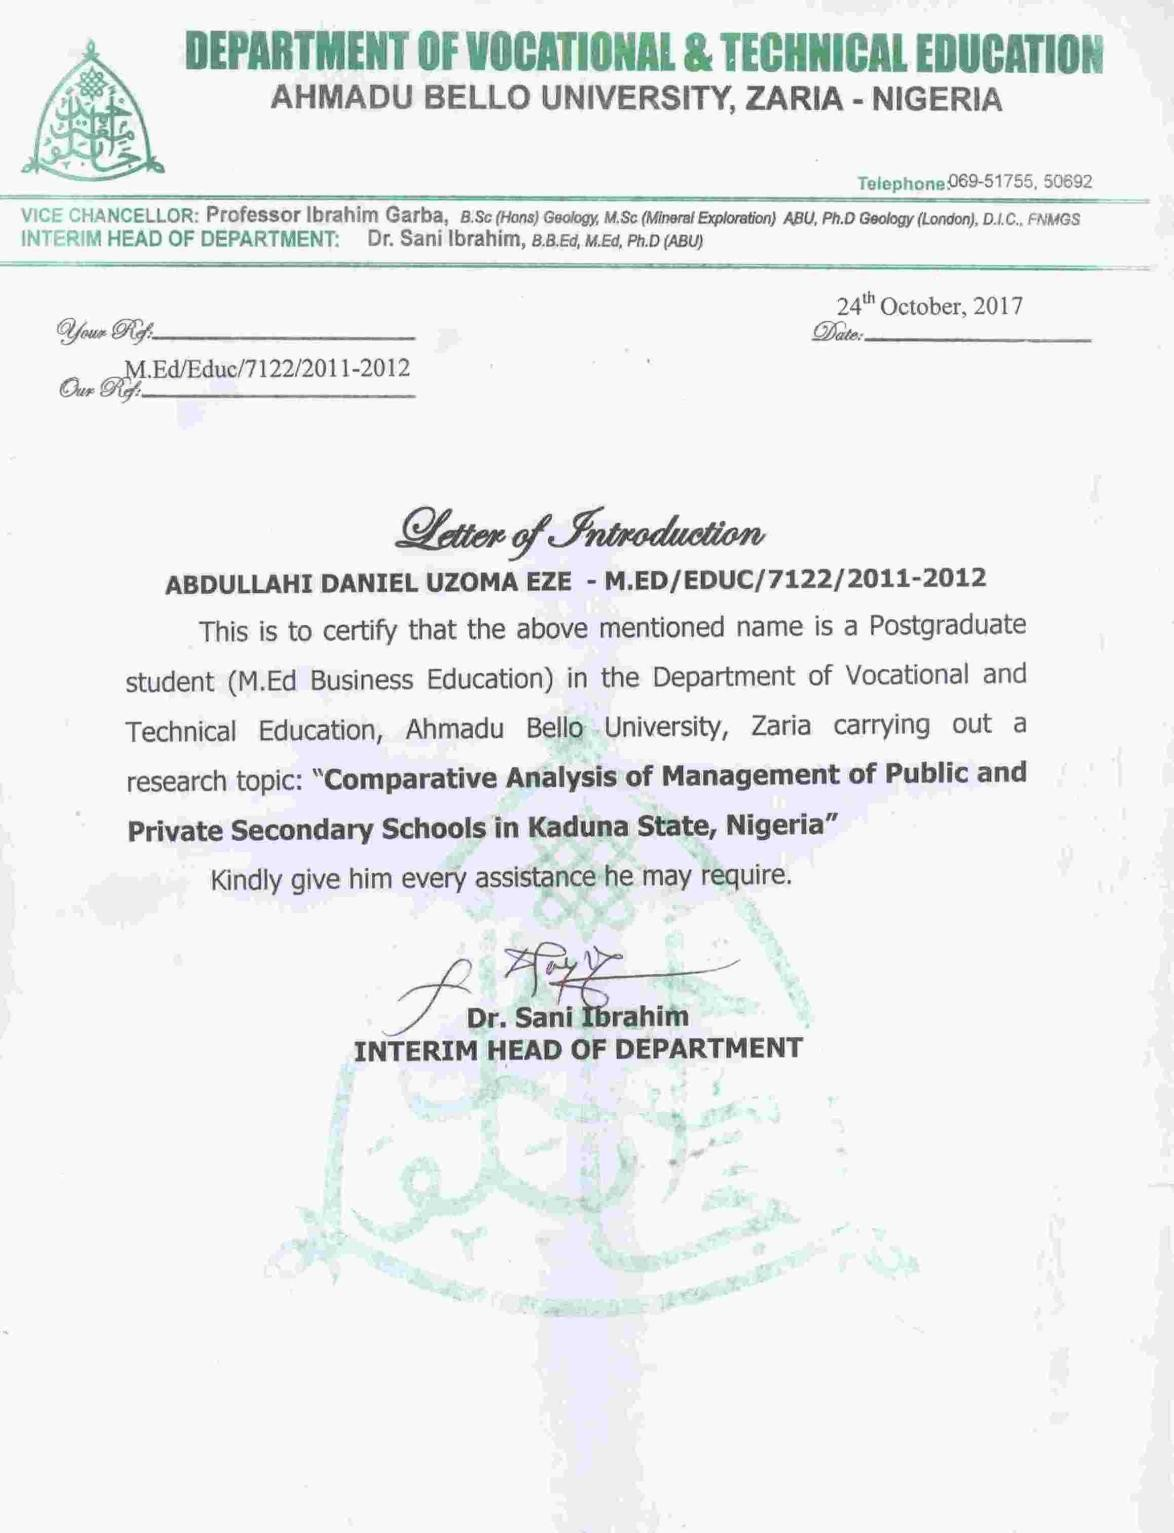 DEPARTMENT OF VOCATIONAL & TECHNICAL EDUCATION
AHMADU BELLO UNIVERSITY, ZARIA - NIGERIA
Telephone:069-51755, 50692
VICE CHANCELLOR: Professor Ibrahim Garba, B.Sc (Hons) Geology, M.Sc (Mineral Exploration) ABU, Ph.D Geology (London), D.I.C., FNMGS
INTERIM HEAD OF DEPARTMENT: Dr. Sani Ibrahim, B.B.Ed, M.Ed, Ph.D (ABU)
24th October, 2017
Your Ref:
Date:
M.Ed/Educ/7122/2011-2012
Our Ref:
Letter of Introduction
ABDULLAHI DANIEL UZOMA EZE - M.ED/EDUC/7122/2011-2012
This is to certify that the above mentioned name is a Postgraduate
student (M.Ed Business Education) in the Department of Vocational and
Technical Education, Ahmadu Bello University, Zaria carrying out a
research topic: "Comparative Analysis of Management of Public and
Private Secondary Schools in Kaduna State, Nigeria"
Kindly give him every assistance he may require.
Dr. Sani Ibrahim
INTERIM HEAD OF DEPARTMENT